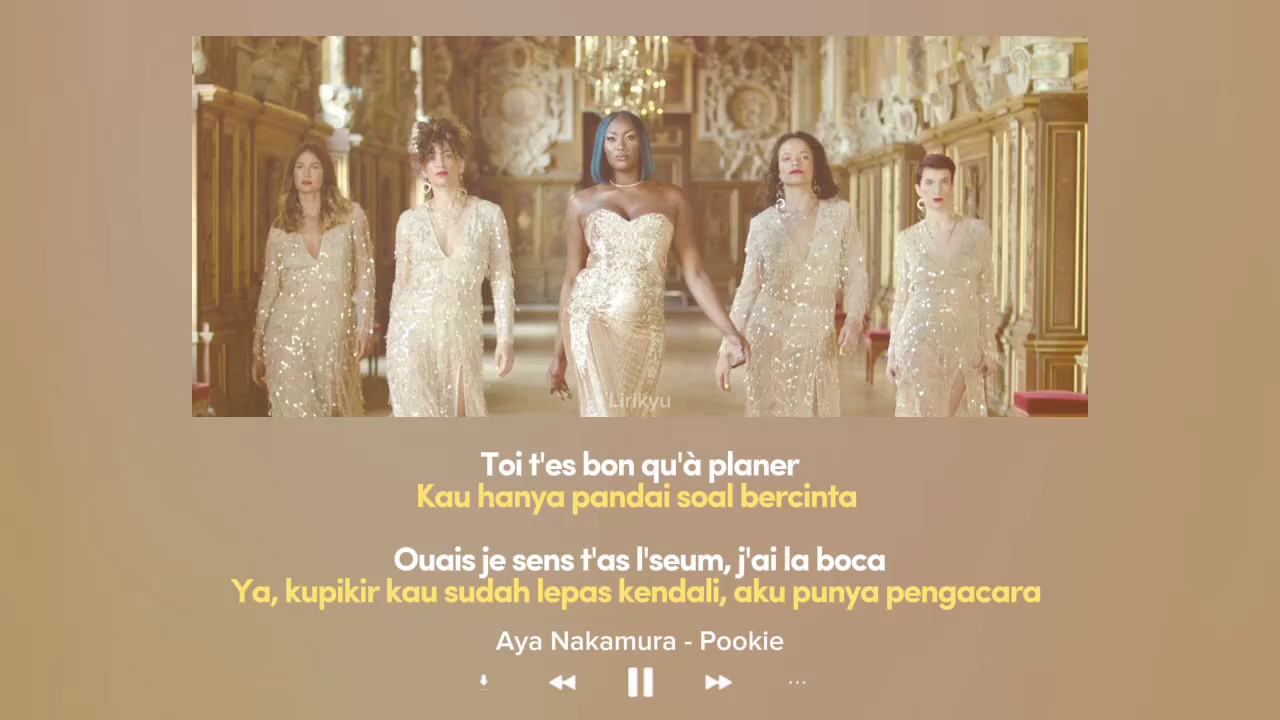 Lirikyu
Toi t'es bon qu'à planer
Kau hanya pandai soal bercinta
Ouais je sens t'as l'seum, j'ai la boca
Ya, kupikir kau sudah lepas kendali, aku punya pengacara
Aya Nakamura - Pookie